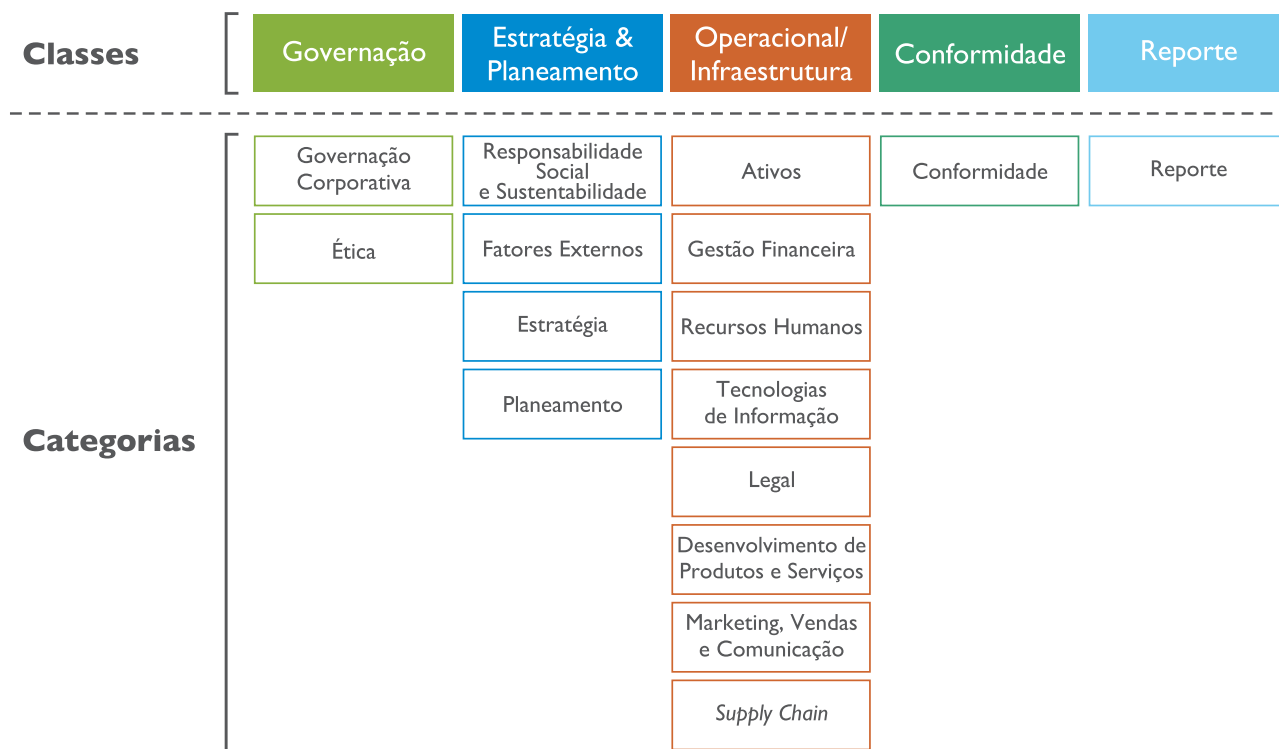 Classes
Governação
Estratégia &
Planeamento
Operacional/
Infraestrutura
Conformidade
Reporte
Categorias
Governação
Corporativa
Ética
Responsabilidade
Social
e Sustentabilidade
Fatores Externos
Estratégia
Planeamento
Ativos
Gestão Financeira
Recursos Humanos
Tecnologias
de Informação
Legal
Desenvolvimento de
Produtos e Serviços
Marketing, Vendas
e Comunicação
Supply Chain
Conformidade
Reporte